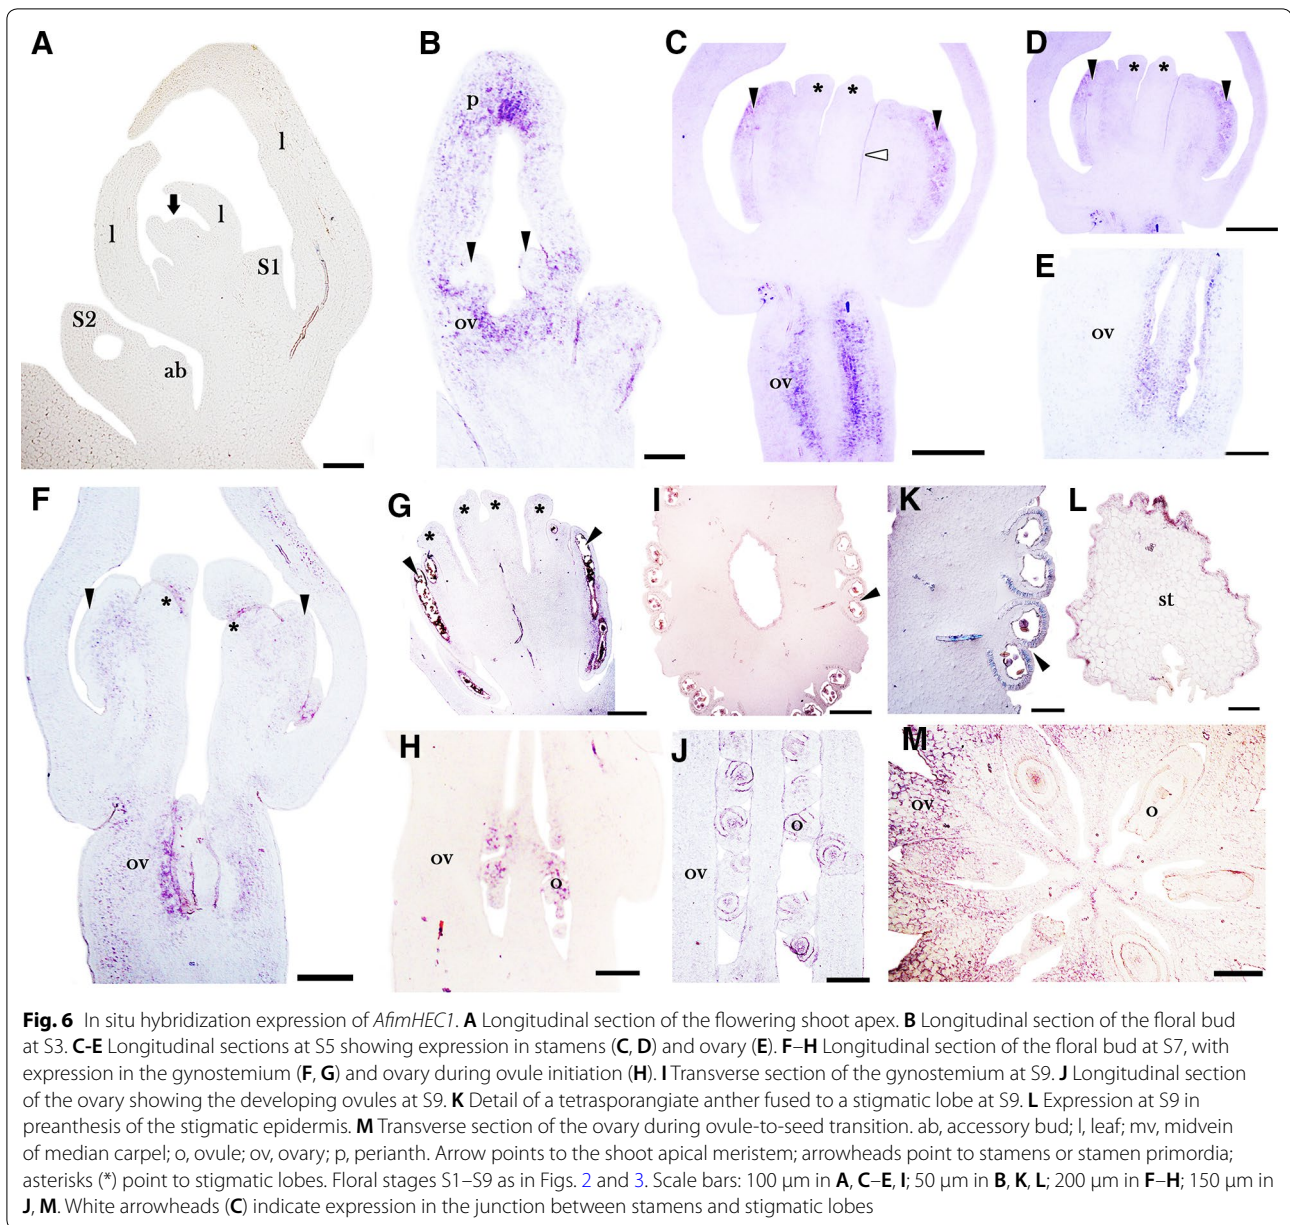 A
l
l
l
S1
S2
ab
B
p
ov
C
*
*
ov
D
*
*
E
ov
F
*
*
ov
G
*
*
*
*
H
ov
o
I
J
o
ov
K
L
st
M
ov
o
Fig. 6 In situ hybridization expression of AfimHEC1. A Longitudinal section of the flowering shoot apex. B Longitudinal section of the floral bud
at S3. C-E Longitudinal sections at S5 showing expression in stamens (C, D) and ovary (E). F–H Longitudinal section of the floral bud at S7, with
expression in the gynostemium (F, G) and ovary during ovule initiation (H). I Transverse section of the gynostemium at S9. J Longitudinal section
of the ovary showing the developing ovules at S9. K Detail of a tetrasporangiate anther fused to a stigmatic lobe at S9. L Expression at S9 in
preanthesis of the stigmatic epidermis. M Transverse section of the ovary during ovule-to-seed transition. ab, accessory bud; l, leaf; mv, midvein
of median carpel; o, ovule; ov, ovary; p, perianth. Arrow points to the shoot apical meristem; arrowheads point to stamens or stamen primordia;
asterisks (*) point to stigmatic lobes. Floral stages S1–S9 as in Figs. 2 and 3. Scale bars: 100 µm in A, C–E, I; 50 µm in B, K, L; 200 µm in F–H; 150 µm in
J, M. White arrowheads (C) indicate expression in the junction between stamens and stigmatic lobes